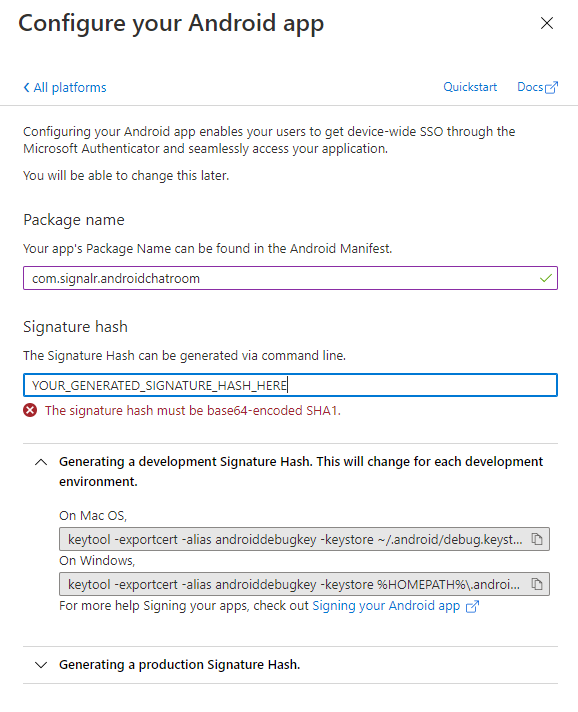 Configure your Android app
All platforms
Quickstart
Docs
Configuring your Android app enables your users to get device-wide SSO through the
Microsoft Authenticator and seamlessly access your application.
You will be able to change this later.
Package name
Your app's Package Name can be found in the Android Manifest.
com.signalr.androidchatroom
Signature hash
The Signature Hash can be generated via command line.
YOUR_GENERATED_SIGNATURE_HASH_HERE
The signature hash must be base64-encoded SHA1.
Generating a development Signature Hash. This will change for each development
environment.
On Mac OS,
keytool -exportcert -alias androiddebugkey -keystore ~/.android/debug.keyst...
On Windows,
keytool -exportcert -alias androiddebugkey -keystore %HOMEPATH%\.androi...
For more help Signing your apps, check out Signing your Android app
Generating a production Signature Hash.